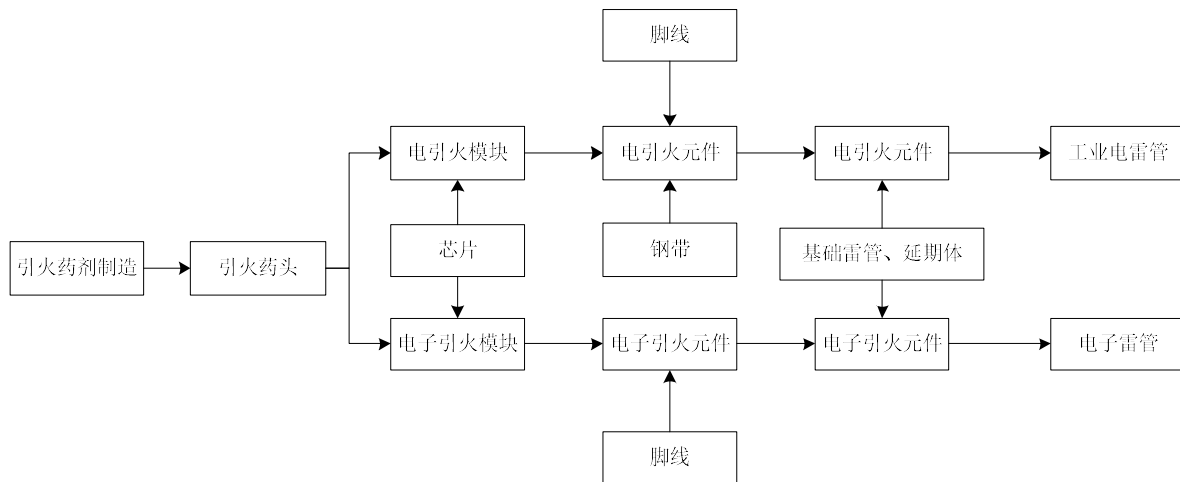 脚线
电引火模块
电引火元件
电引火元件
工业电雷管
引火药剂制造
引火药头
芯片
钢带
基础雷管、延期体
电子引火模块
电子引火元件
电子引火元件
电子雷管
脚线